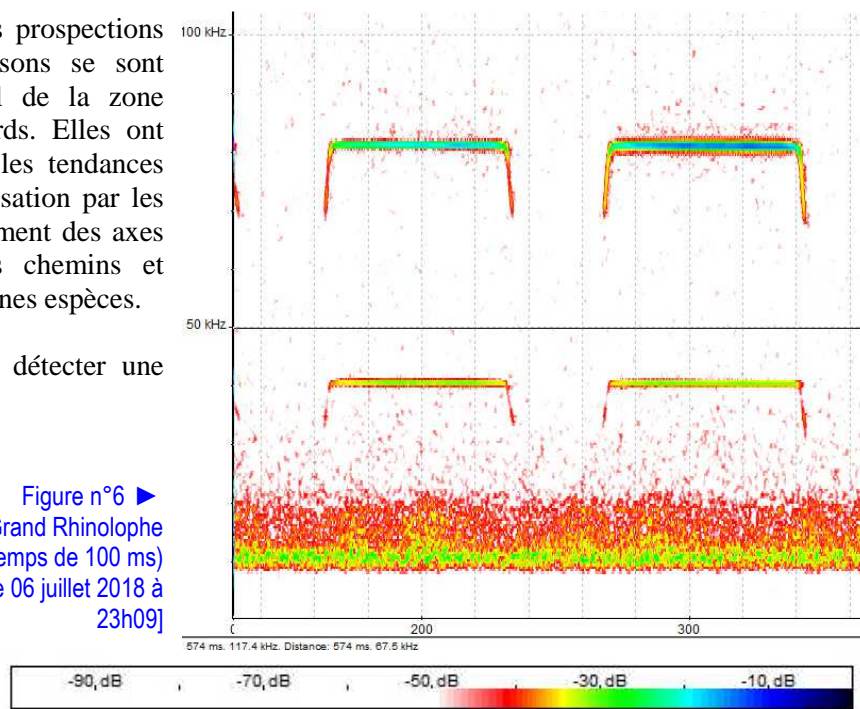 s prospections
sons se sont
l de la zone
rds. Elles ont
les tendances
sation par les
ment des axes
s chemins et
nes espèces.
détecter une
Figure n°6 ►
Grand Rhinolophe
emps de 100 ms)
e 06 juillet 2018 à
23h09]
100 kHz
50 kHz
0 200 300
574 ms. 117.4 kHz. Distance: 574 ms. 67.5 kHz
-90, dB , -70, dB , -50, dB , -30, dB , -10, dB